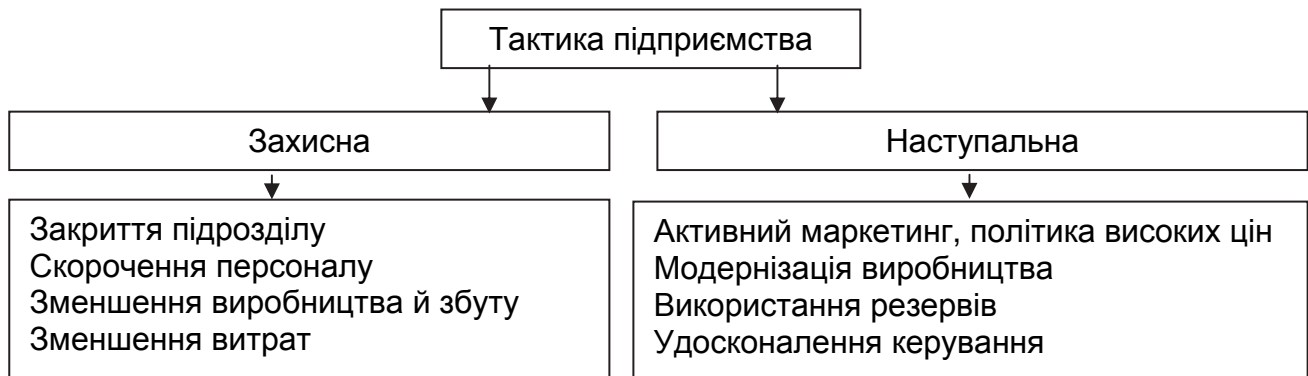 Тактика підприємства
Захисна
Наступальна
Закриття підрозділу
Скорочення персоналу
Зменшення виробництва й збуту
Зменшення витрат
Активний маркетинг, політика високих цін
Модернізація виробництва
Використання резервів
Удосконалення керування